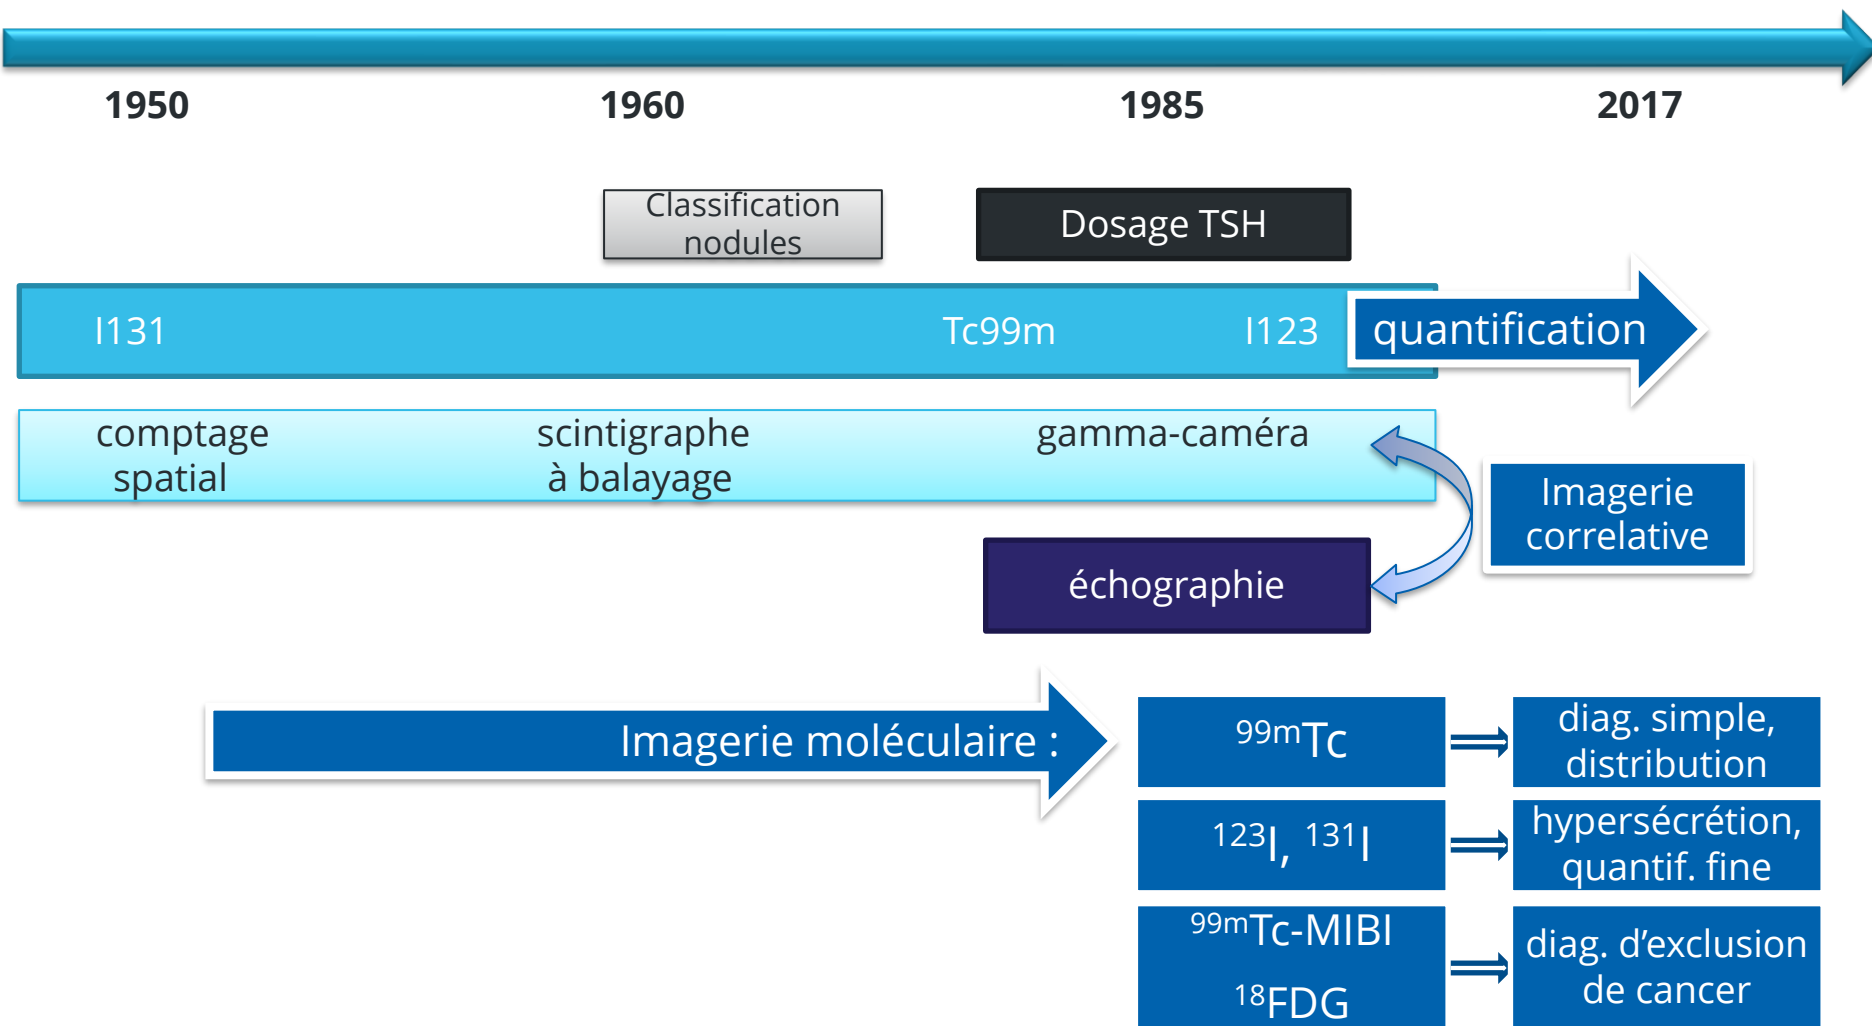 1950 1960 1985 2017
Classification
nodules
Dosage TSH
I131 Tc99m I123
quantification
comptage
spatial
scintigraphe
à balayage
gamma-caméra
Imagerie
correlative
échographie
Imagerie moléculaire :
⁹⁹ᵐTc
diag. simple,
distribution
¹²³I, ¹³¹I
hypersécrétion,
quantif. fine
⁹⁹ᵐTc-MIBI
¹⁸FDG
diag. d’exclusion
de cancer